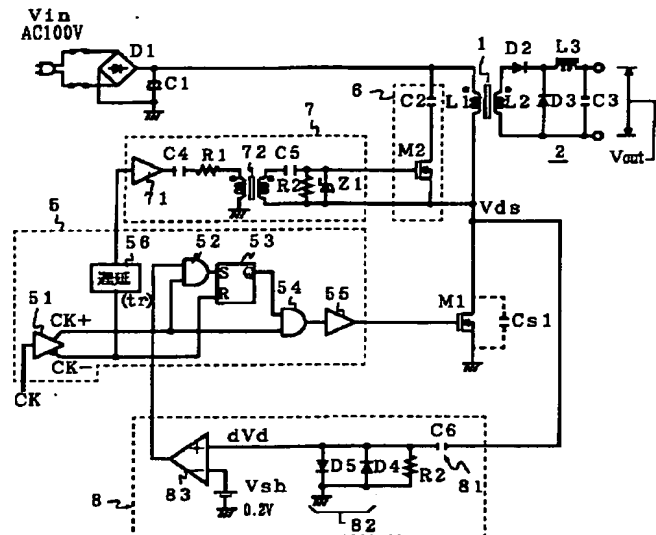 Vin
AC100V
D1
C1
1
D2
L3
6
C2
L1
L2
D3
C3
2
Vout
7
C4
R1
72
C5
M2
R2
Z1
71
Vds
5
56
52
53
遅延
(tr)
S
Q
R
54
55
51
CK+
CK-
CK
M1
Cs1
dVd
C6
8
83
Vsh
0.2V
D5
D4
R2
81
82